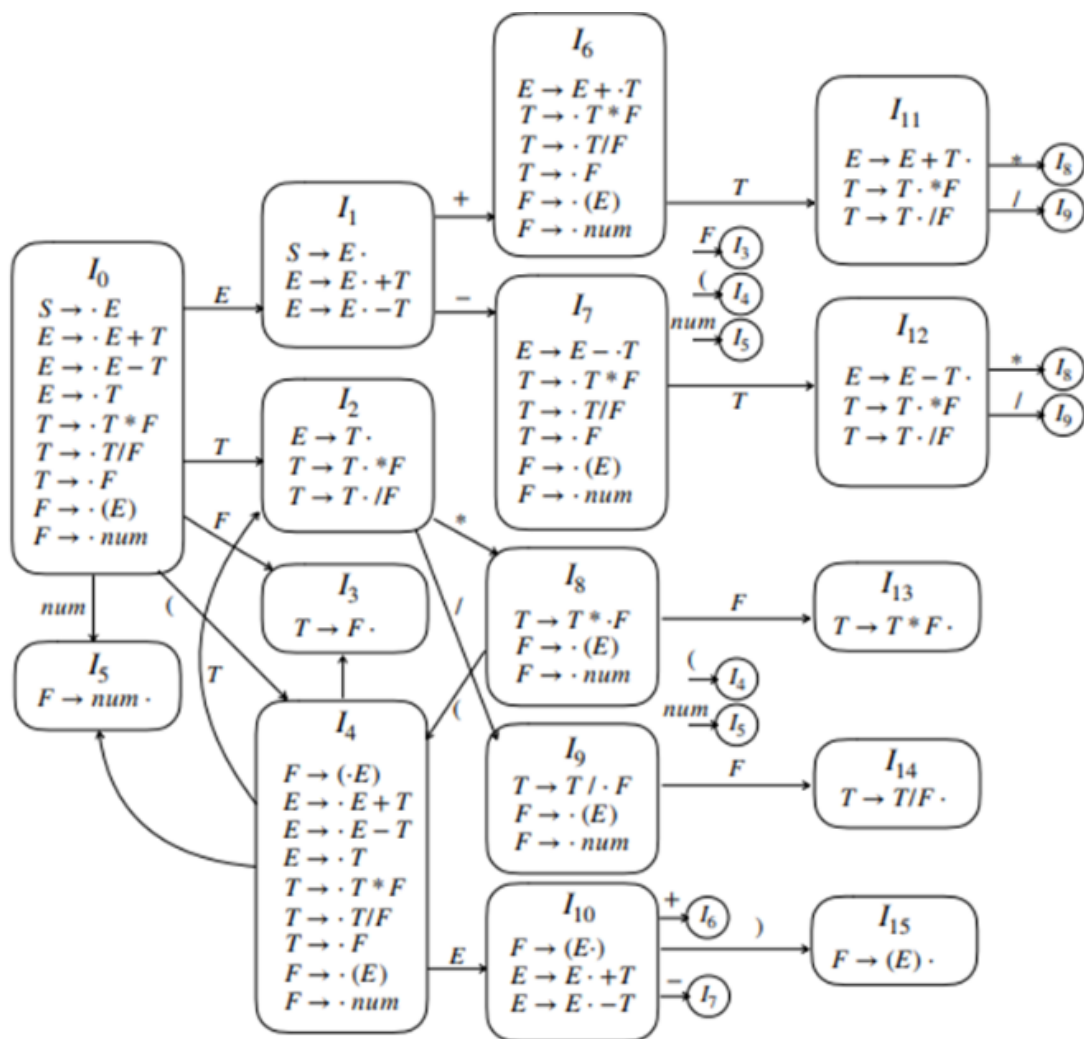 I₀
S → · E
E → · E + T
E → · E − T
E → · T
T → · T * F
T → · T/F
T → · F
F → · (E)
F → · num
E
T
F
(
num
I₁
S → E ·
E → E · +T
E → E · −T
+
−
I₂
E → T ·
T → T · *F
T → T · /F
*
/
I₃
T → F ·
I₅
F → num ·
T
I₄
F → (·E)
E → · E + T
E → · E − T
E → · T
T → · T * F
T → · T/F
T → · F
F → · (E)
F → · num
E
I₆
E → E + · T
T → · T * F
T → · T/F
T → · F
F → · (E)
F → · num
T
I₇
E → E − · T
T → · T * F
T → · T/F
T → · F
F → · (E)
F → · num
T
F I₃
( I₄
num I₅
I₈
T → T * · F
F → · (E)
F → · num
F
(
I₉
T → T / · F
F → · (E)
F → · num
F
( I₄
num I₅
I₁₀
F → (E·)
E → E · +T
E → E · −T
+ I₆
)
− I₇
I₁₁
E → E + T ·
T → T · *F
T → T · /F
* I₈
/ I₉
I₁₂
E → E − T ·
T → T · *F
T → T · /F
* I₈
/ I₉
I₁₃
T → T * F ·
I₁₄
T → T/F ·
I₁₅
F → (E) ·